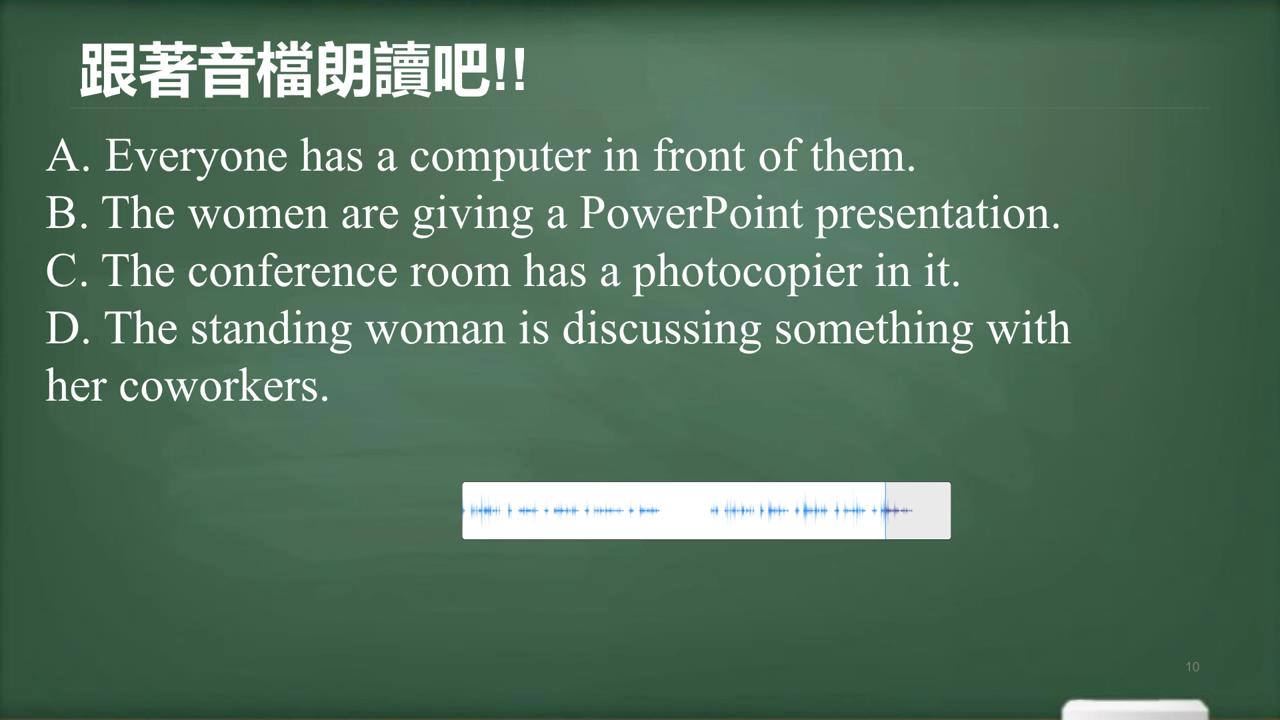 跟著音檔朗讀吧!!
A. Everyone has a computer in front of them.
B. The women are giving a PowerPoint presentation.
C. The conference room has a photocopier in it.
D. The standing woman is discussing something with
her coworkers.
10